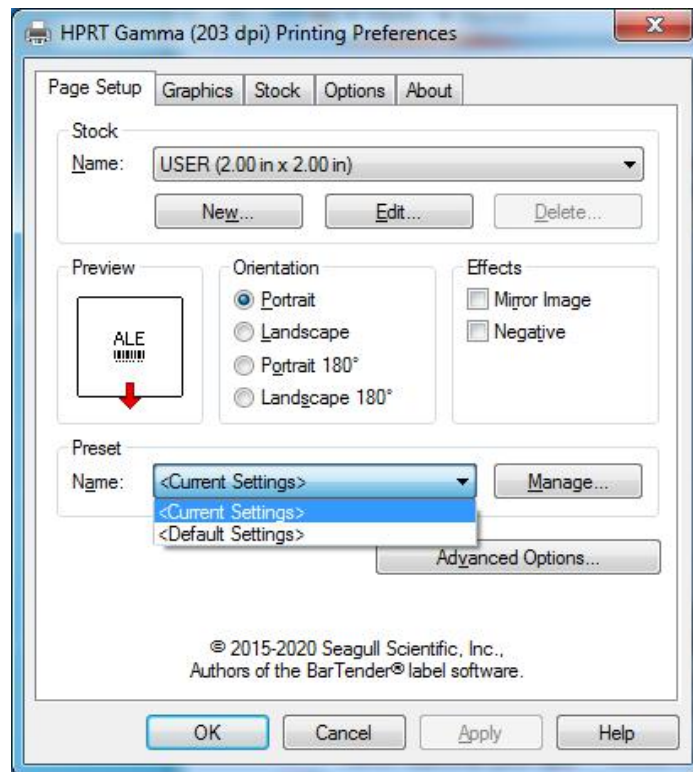 HPRT Gamma (203 dpi) Printing Preferences
Page Setup Graphics Stock Options About
Stock
Name: USER (2.00 in x 2.00 in)
New... Edit... Delete...
Preview Orientation Effects
Portrait Mirror Image
ALE Landscape Negative
Portrait 180°
Landscape 180°
Preset
Name: <Current Settings> Manage...
<Current Settings>
<Default Settings>
Advanced Options...
© 2015-2020 Seagull Scientific, Inc.,
Authors of the BarTender® label software.
OK Cancel Apply Help